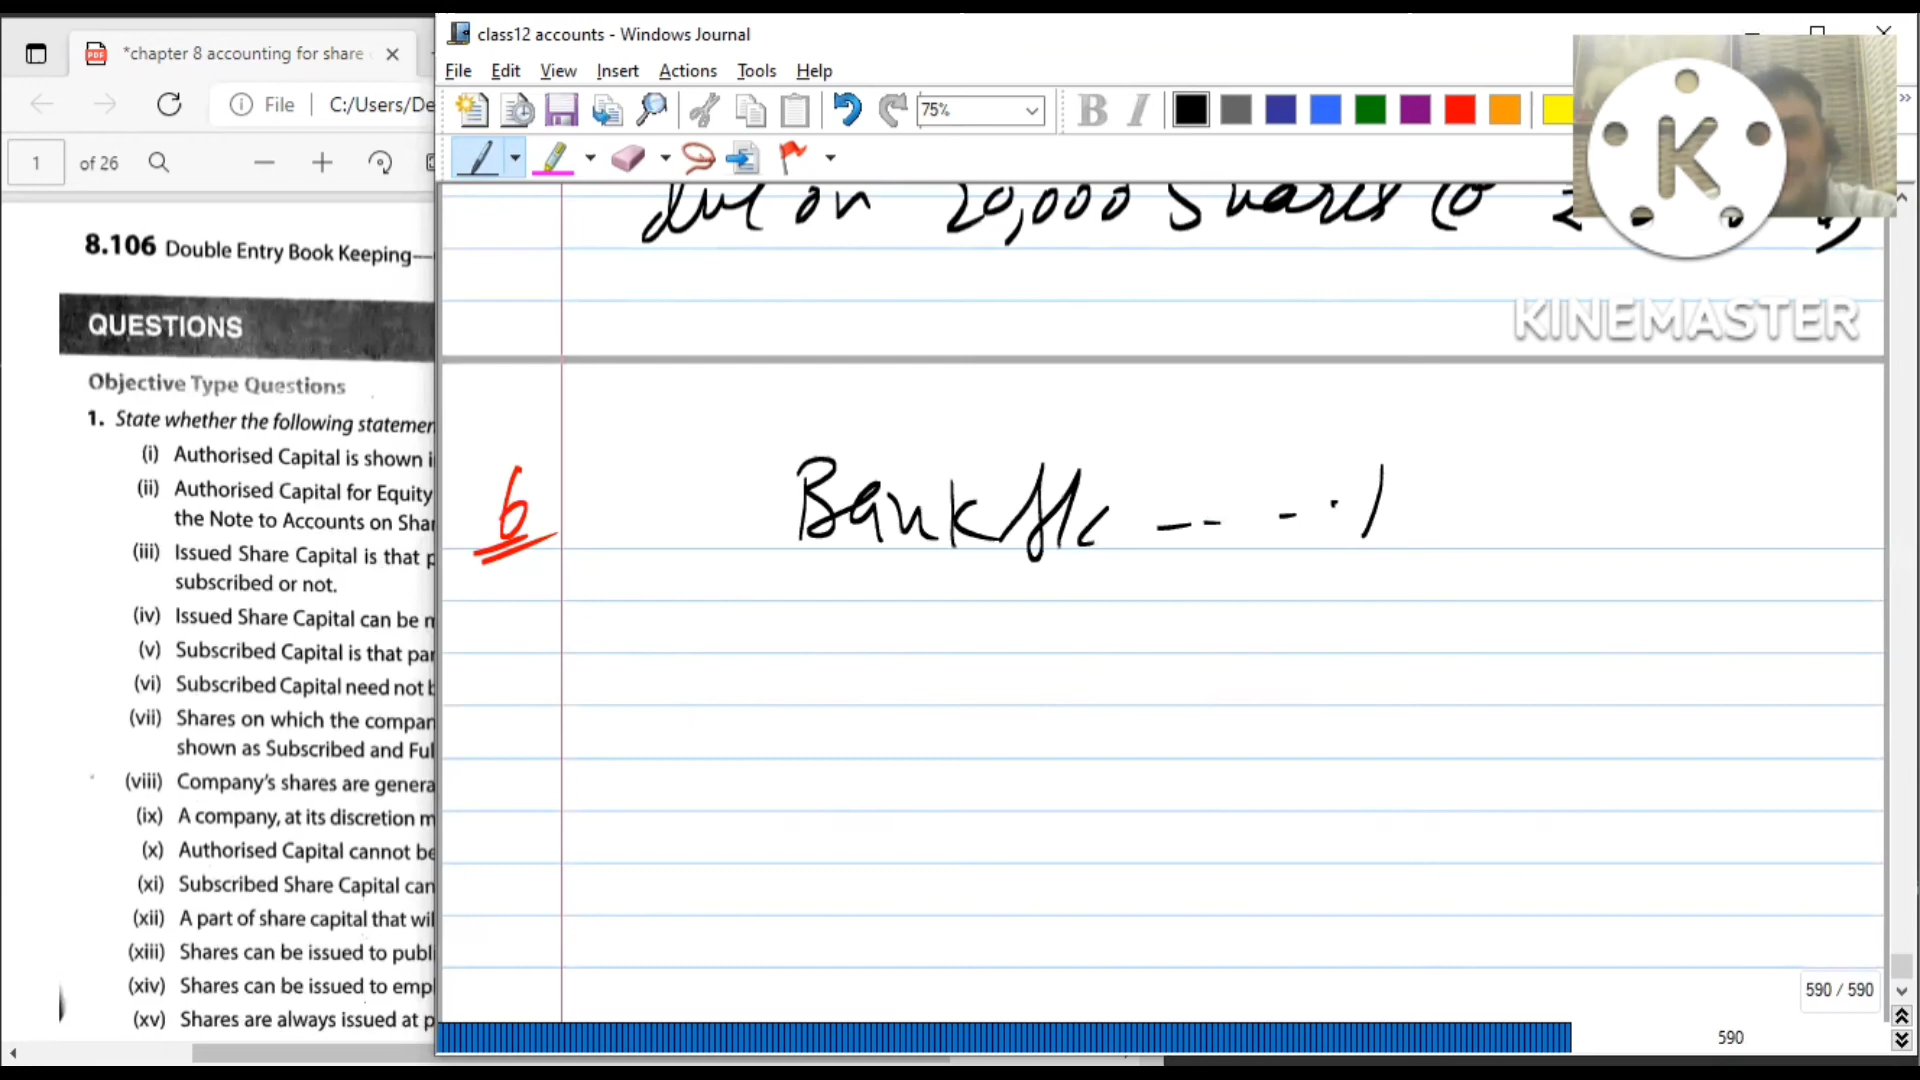 class12 accounts - Windows Journal
*chapter 8 accounting for share
File Edit View Insert Actions Tools Help
File C:/Users/De
75%
B I
1 of 26
K
KINEMASTER
due on 20,000 Shares @
8.106 Double Entry Book Keeping—
QUESTIONS
Objective Type Questions
1. State whether the following statemen
(i) Authorised Capital is shown i
(ii) Authorised Capital for Equity
the Note to Accounts on Shar
(iii) Issued Share Capital is that p
subscribed or not.
(iv) Issued Share Capital can be
(v) Subscribed Capital is that par
(vi) Subscribed Capital need not b
(vii) Shares on which the compan
shown as Subscribed and Ful
(viii) Company's shares are genera
(ix) A company, at its discretion m
(x) Authorised Capital cannot be
(xi) Subscribed Share Capital can
(xii) A part of share capital that wil
(xiii) Shares can be issued to publi
(xiv) Shares can be issued to emp
(xv) Shares are always issued at p
6 Bank A/c -- - . /
590 / 590
590